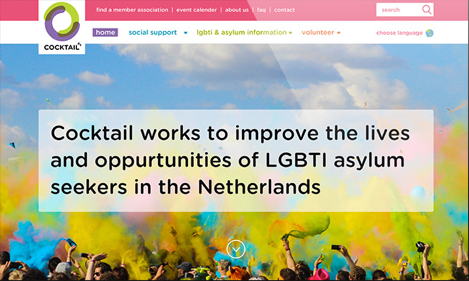 find a member association | event calender | about us | faq | contact
search
COCKTAIL
home social support lgbti & asylum information volunteer choose language
Cocktail works to improve the lives
and oppurtunities of LGBTI asylum
seekers in the Netherlands